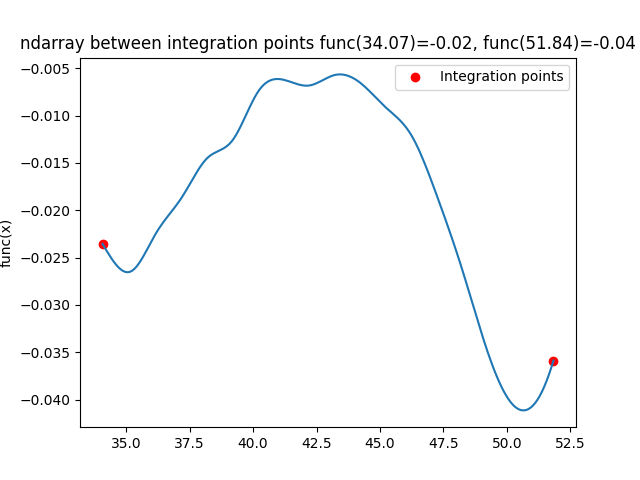 ndarray between integration points func(34.07)=-0.02, func(51.84)=-0.04
Integration points
func(x)
−0.005
−0.010
−0.015
−0.020
−0.025
−0.030
−0.035
−0.040
35.0 37.5 40.0 42.5 45.0 47.5 50.0 52.5